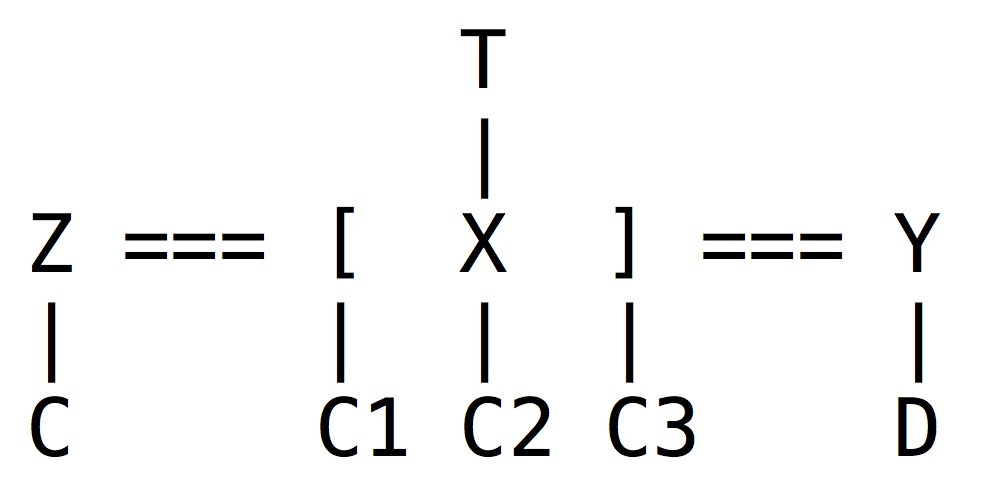 T
|
Z === [ X ] === Y
| | | | |
C C1 C2 C3 D